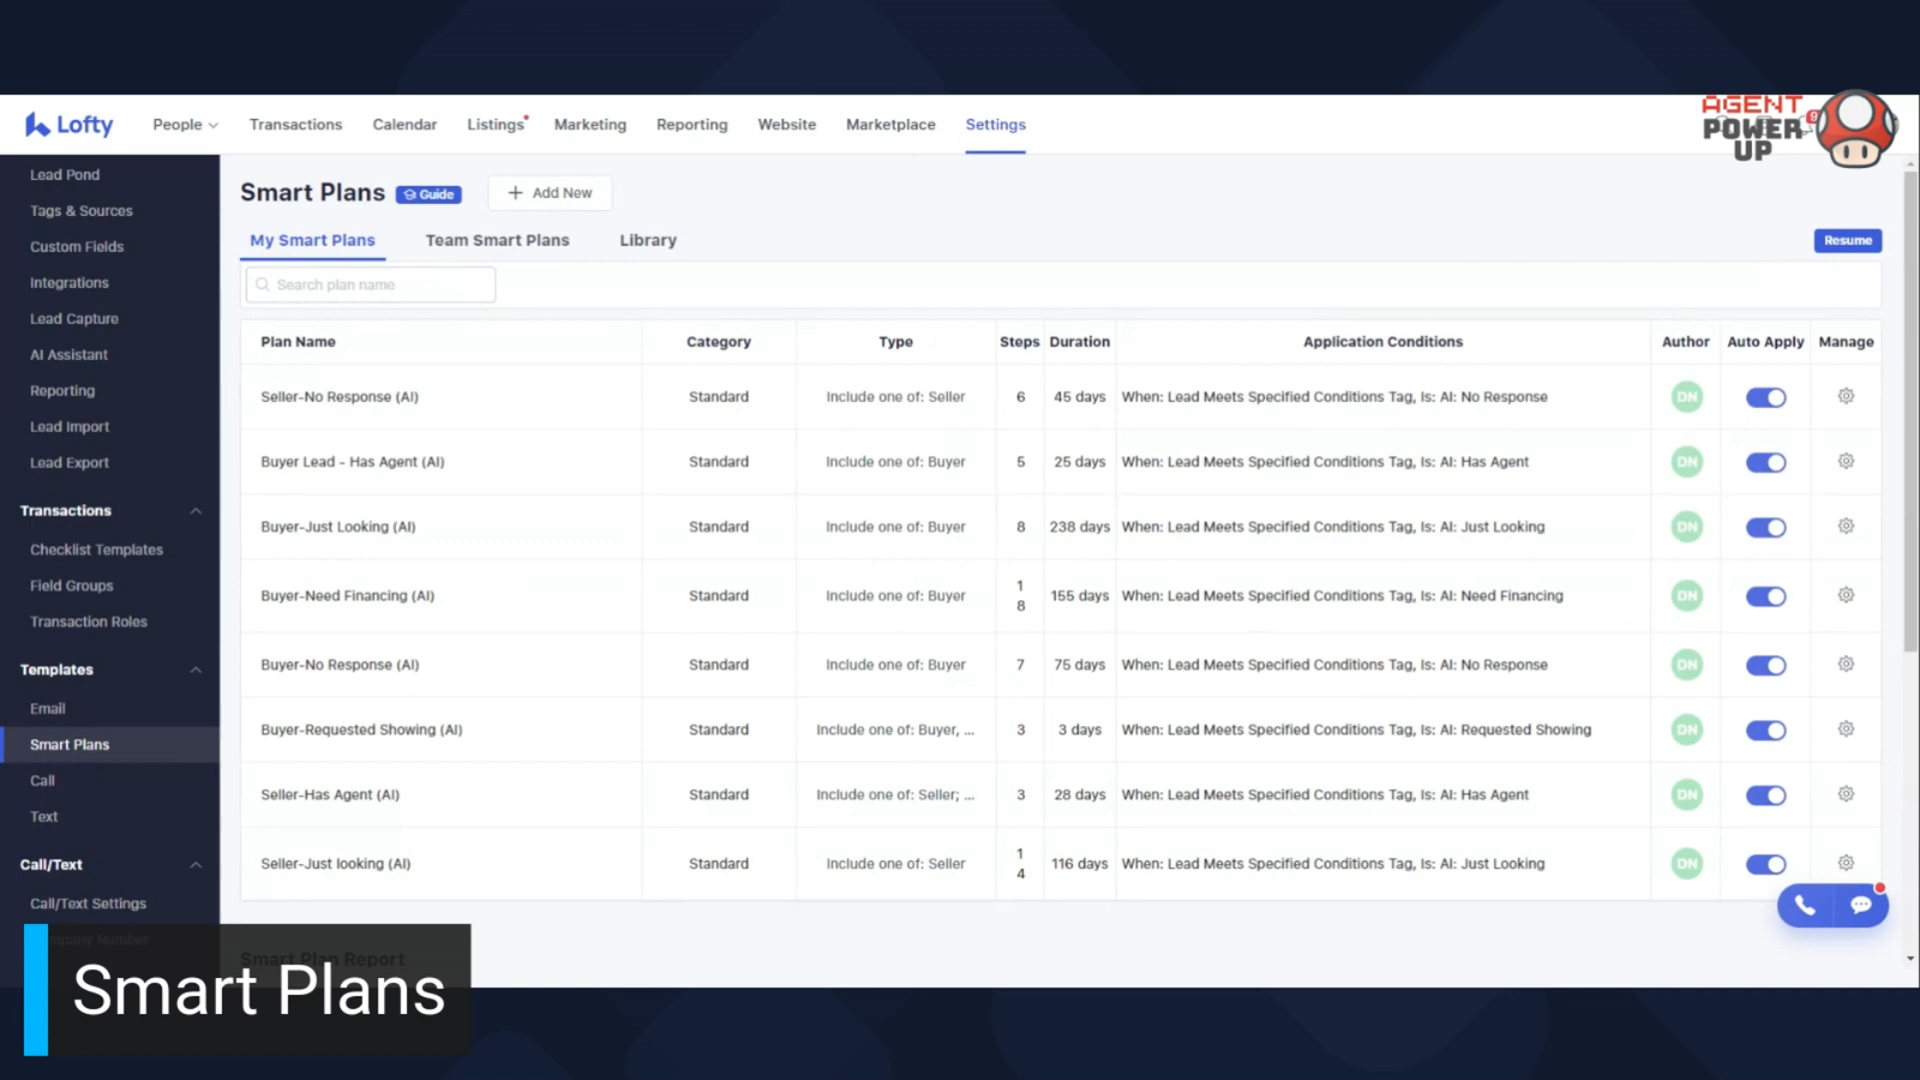 Lofty People Transactions Calendar Listings Marketing Reporting Website Marketplace Settings
AGENT
POWER
UP
9
Lead Pond
Tags & Sources
Custom Fields
Integrations
Lead Capture
AI Assistant
Reporting
Lead Import
Lead Export
Transactions
Checklist Templates
Field Groups
Transaction Roles
Templates
Email
Smart Plans
Call
Text
Call/Text
Call/Text Settings
Smart Plans Guide + Add New
My Smart Plans Team Smart Plans Library Resume
Search plan name
Plan Name Category Type Steps Duration Application Conditions Author Auto Apply Manage
Seller-No Response (AI) Standard Include one of: Seller 6 45 days When: Lead Meets Specified Conditions Tag, Is: AI: No Response DN
Buyer Lead - Has Agent (AI) Standard Include one of: Buyer 5 25 days When: Lead Meets Specified Conditions Tag, Is: AI: Has Agent DN
Buyer-Just Looking (AI) Standard Include one of: Buyer 8 238 days When: Lead Meets Specified Conditions Tag, Is: AI: Just Looking DN
Buyer-Need Financing (AI) Standard Include one of: Buyer 18 155 days When: Lead Meets Specified Conditions Tag, Is: AI: Need Financing DN
Buyer-No Response (AI) Standard Include one of: Buyer 7 75 days When: Lead Meets Specified Conditions Tag, Is: AI: No Response DN
Buyer-Requested Showing (AI) Standard Include one of: Buyer, ... 3 3 days When: Lead Meets Specified Conditions Tag, Is: AI: Requested Showing DN
Seller-Has Agent (AI) Standard Include one of: Seller; ... 3 28 days When: Lead Meets Specified Conditions Tag, Is: AI: Has Agent DN
Seller-Just looking (AI) Standard Include one of: Seller 14 116 days When: Lead Meets Specified Conditions Tag, Is: AI: Just Looking DN
Smart Plan Report
Smart Plans